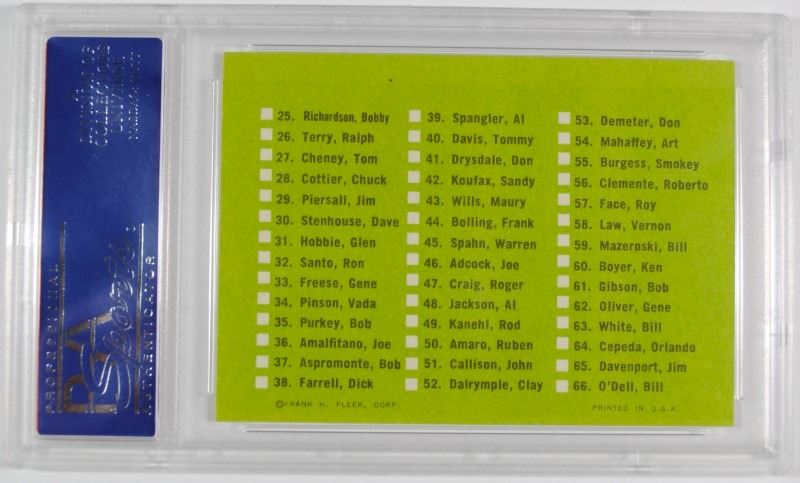 A
DIVISION OF
COLLECTORS
UNIVERSE
NASDAQ: CLCT
PROFESSIONAL
PSA
Sports
AUTHENTICATOR
25. Richardson, Bobby
26. Terry, Ralph
27. Cheney, Tom
28. Cottier, Chuck
29. Piersall, Jim
30. Stenhouse, Dave
31. Hobbie, Glen
32. Santo, Ron
33. Freese, Gene
34. Pinson, Vada
35. Purkey, Bob
36. Amalfitano, Joe
37. Aspromonte, Bob
38. Farrell, Dick
39. Spangler, Al
40. Davis, Tommy
41. Drysdale, Don
42. Koufax, Sandy
43. Wills, Maury
44. Bolling, Frank
45. Spahn, Warren
46. Adcock, Joe
47. Craig, Roger
48. Jackson, Al
49. Kanehl, Rod
50. Amaro, Ruben
51. Callison, John
52. Dalrymple, Clay
53. Demeter, Don
54. Mahaffey, Art
55. Burgess, Smokey
56. Clemente, Roberto
57. Face, Roy
58. Law, Vernon
59. Mazeroski, Bill
60. Boyer, Ken
61. Gibson, Bob
62. Oliver, Gene
63. White, Bill
64. Cepeda, Orlando
65. Davenport, Jim
66. O'Dell, Bill
©FRANK H. FLEER, CORP.
PRINTED IN U.S.A.